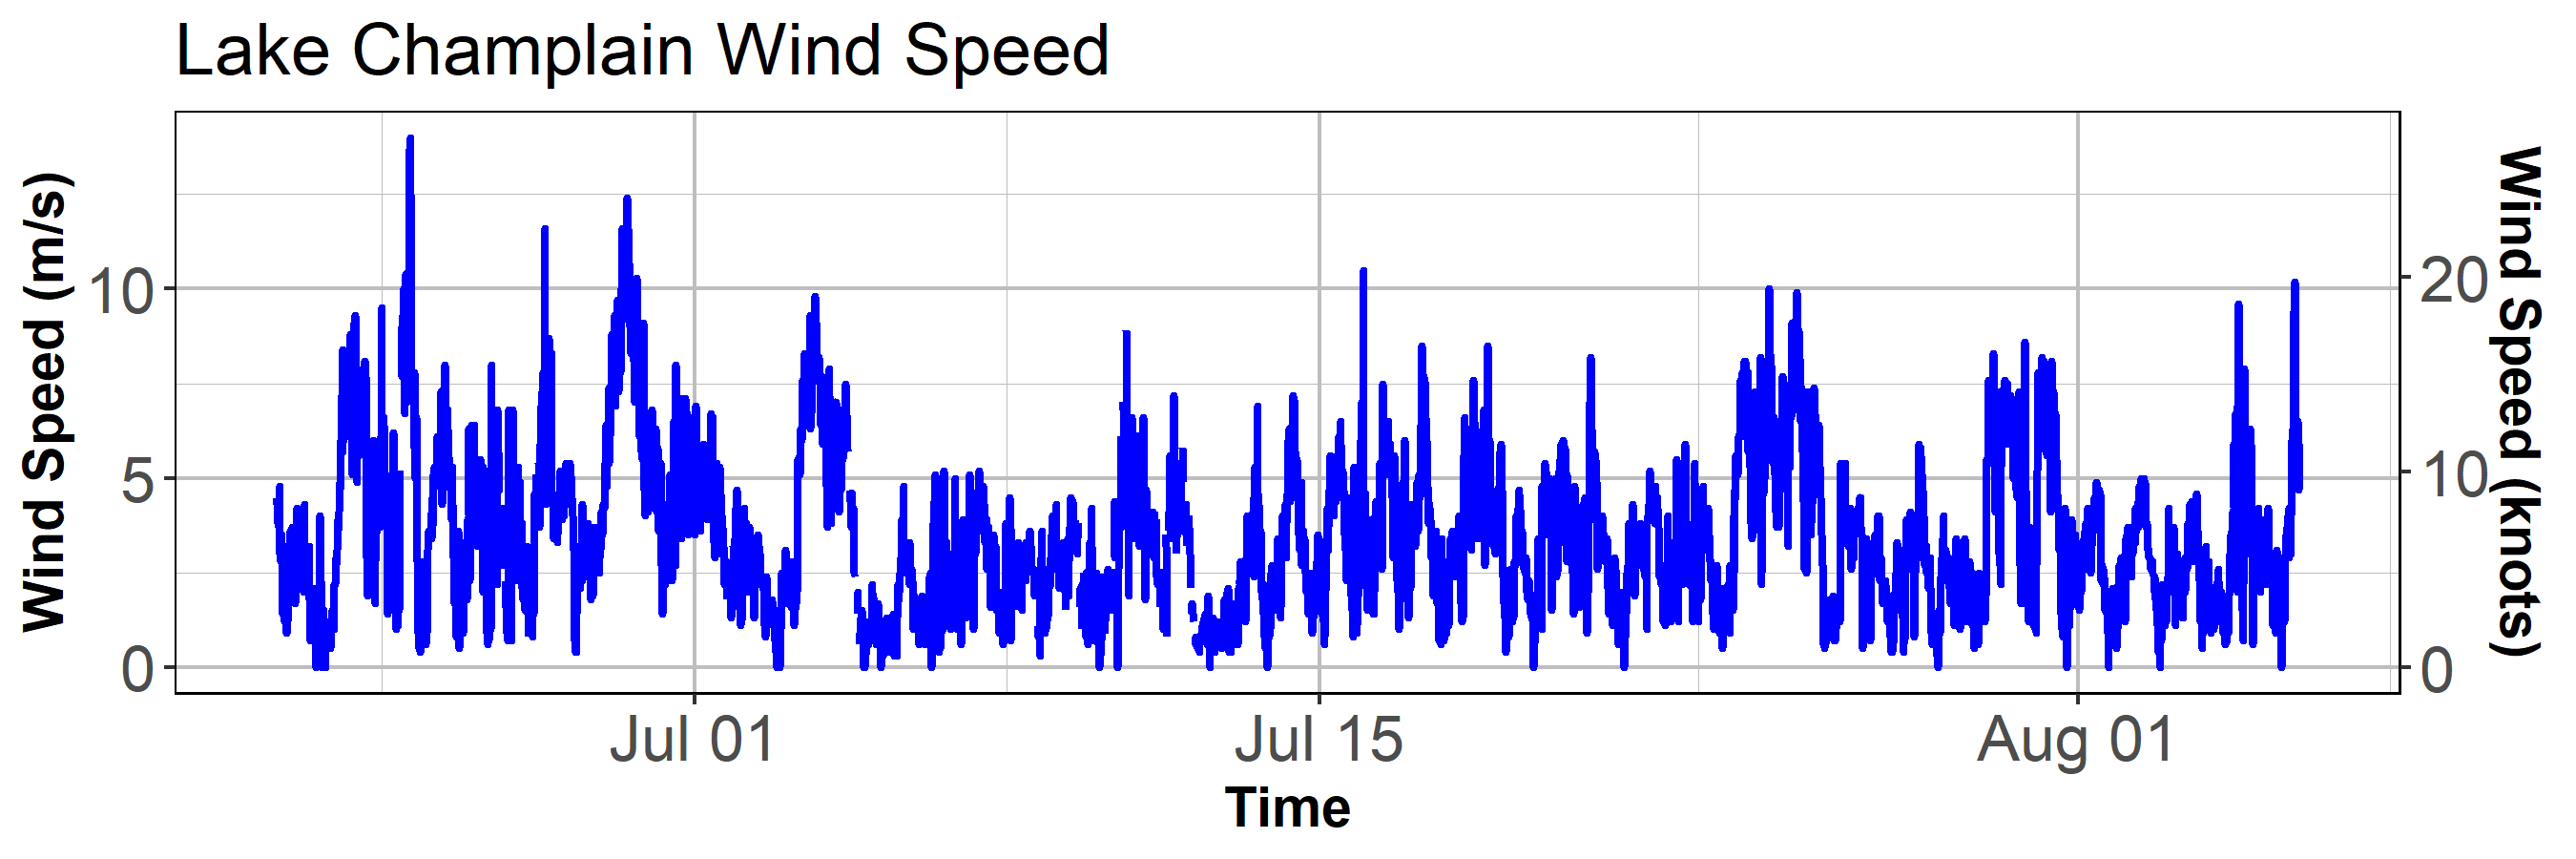 Lake Champlain Wind Speed
Wind Speed (m/s)
10
5
0
20
10
0
Wind Speed (knots)
Jul 01
Jul 15
Aug 01
Time